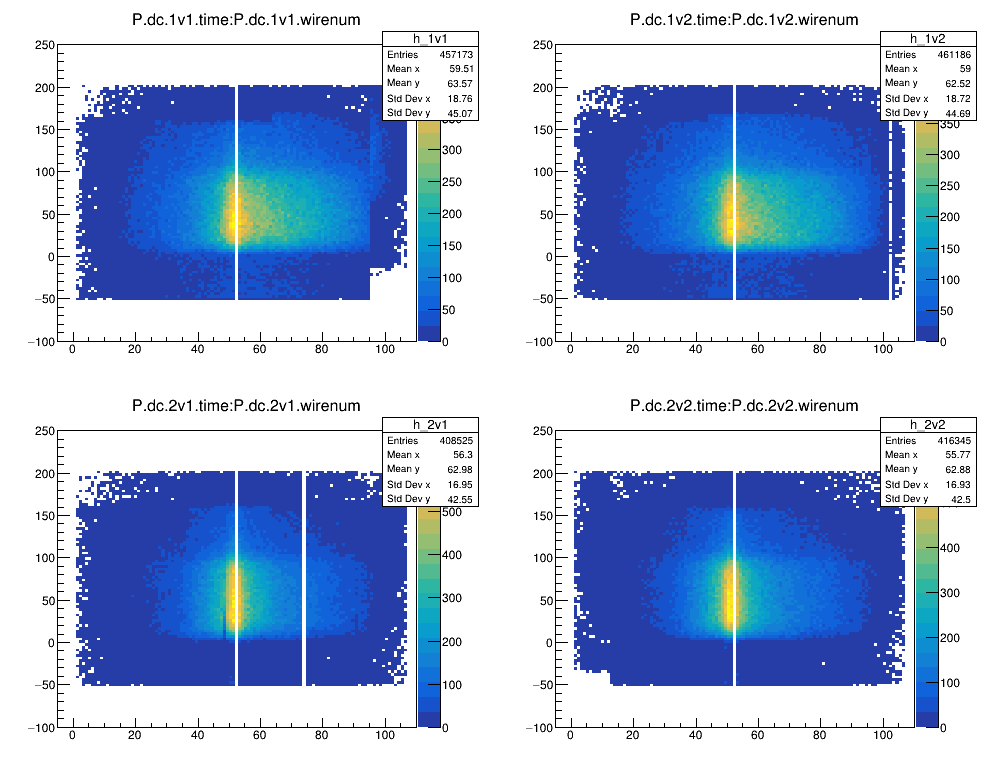 P.dc.1v1.time:P.dc.1v1.wirenum
h_1v1
Entries 457173
Mean x 59.51
Mean y 63.57
Std Dev x 18.76
Std Dev y 45.07
250
200
150
100
50
0
−50
−100
0 20 40 60 80 100
300
250
200
150
100
50
0
P.dc.1v2.time:P.dc.1v2.wirenum
h_1v2
Entries 461186
Mean x 59
Mean y 62.52
Std Dev x 18.72
Std Dev y 44.69
250
200
150
100
50
0
−50
−100
0 20 40 60 80 100
350
300
250
200
150
100
50
0
P.dc.2v1.time:P.dc.2v1.wirenum
h_2v1
Entries 408525
Mean x 56.3
Mean y 62.98
Std Dev x 16.95
Std Dev y 42.55
250
200
150
100
50
0
−50
−100
0 20 40 60 80 100
500
400
300
200
100
0
P.dc.2v2.time:P.dc.2v2.wirenum
h_2v2
Entries 416345
Mean x 55.77
Mean y 62.88
Std Dev x 16.93
Std Dev y 42.5
250
200
150
100
50
0
−50
−100
0 20 40 60 80 100
400
300
200
100
0